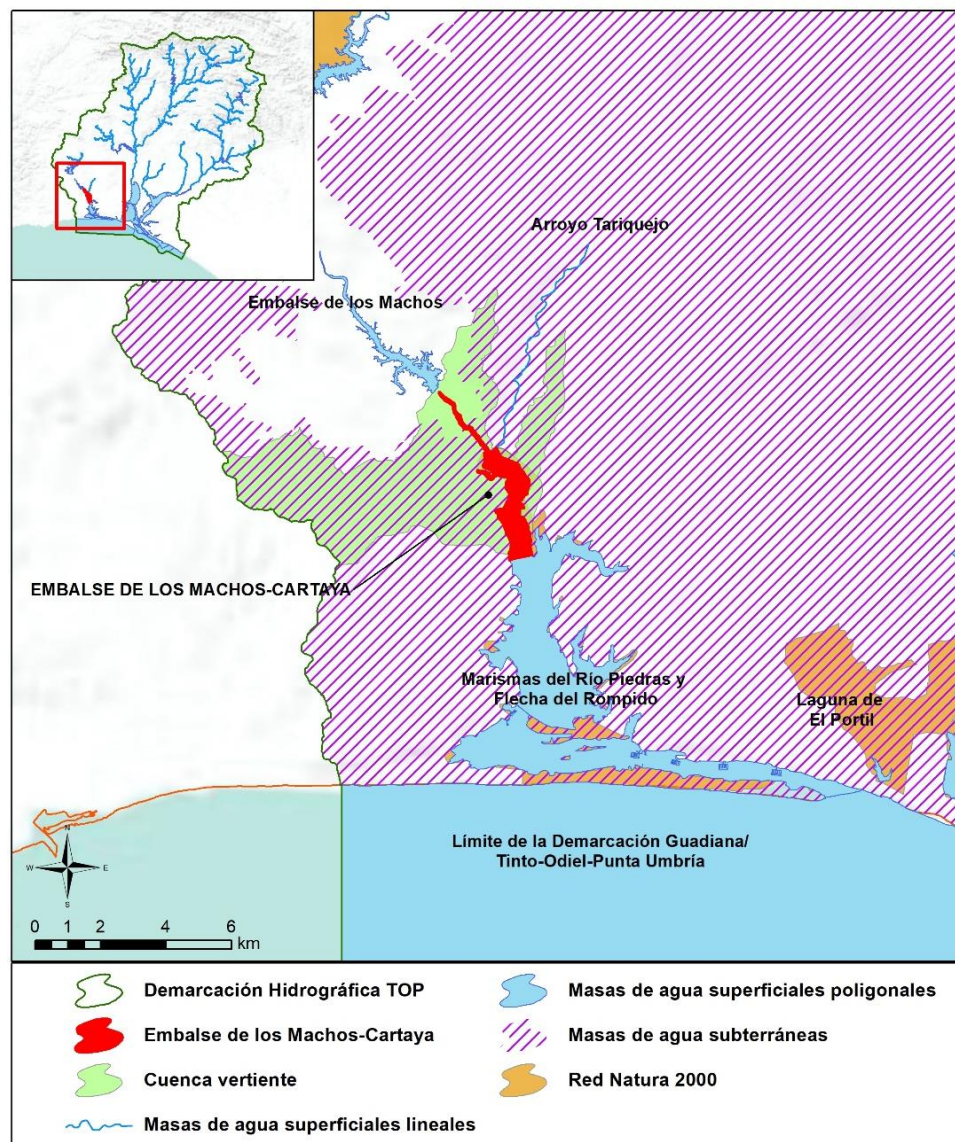 Arroyo Tariquejo
Embalse de los Machos
EMBALSE DE LOS MACHOS-CARTAYA
Marismas del Río Piedras y
Flecha del Rompido
Laguna de
El Portil
Límite de la Demarcación Guadiana/
Tinto-Odiel-Punta Umbría
N
W E
S
0 1 2 4 6
km
Demarcación Hidrográfica TOP
Embalse de los Machos-Cartaya
Cuenca vertiente
Masas de agua superficiales lineales
Masas de agua superficiales poligonales
Masas de agua subterráneas
Red Natura 2000